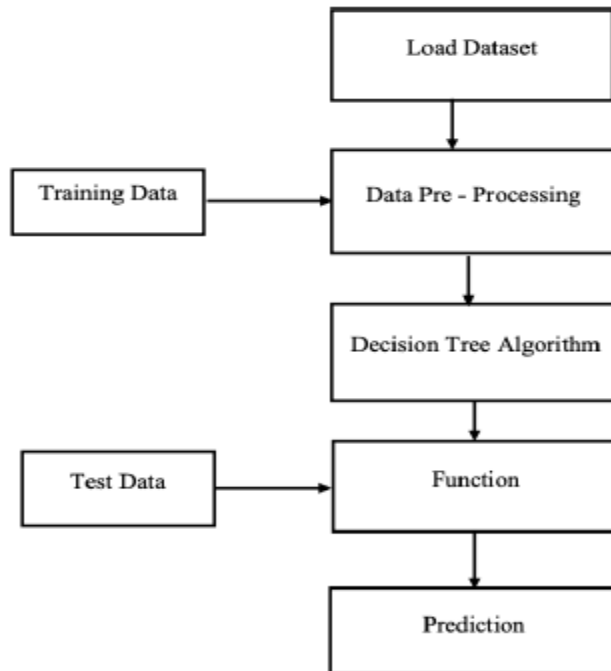 Load Dataset
Training Data
Data Pre - Processing
Decision Tree Algorithm
Test Data
Function
Prediction